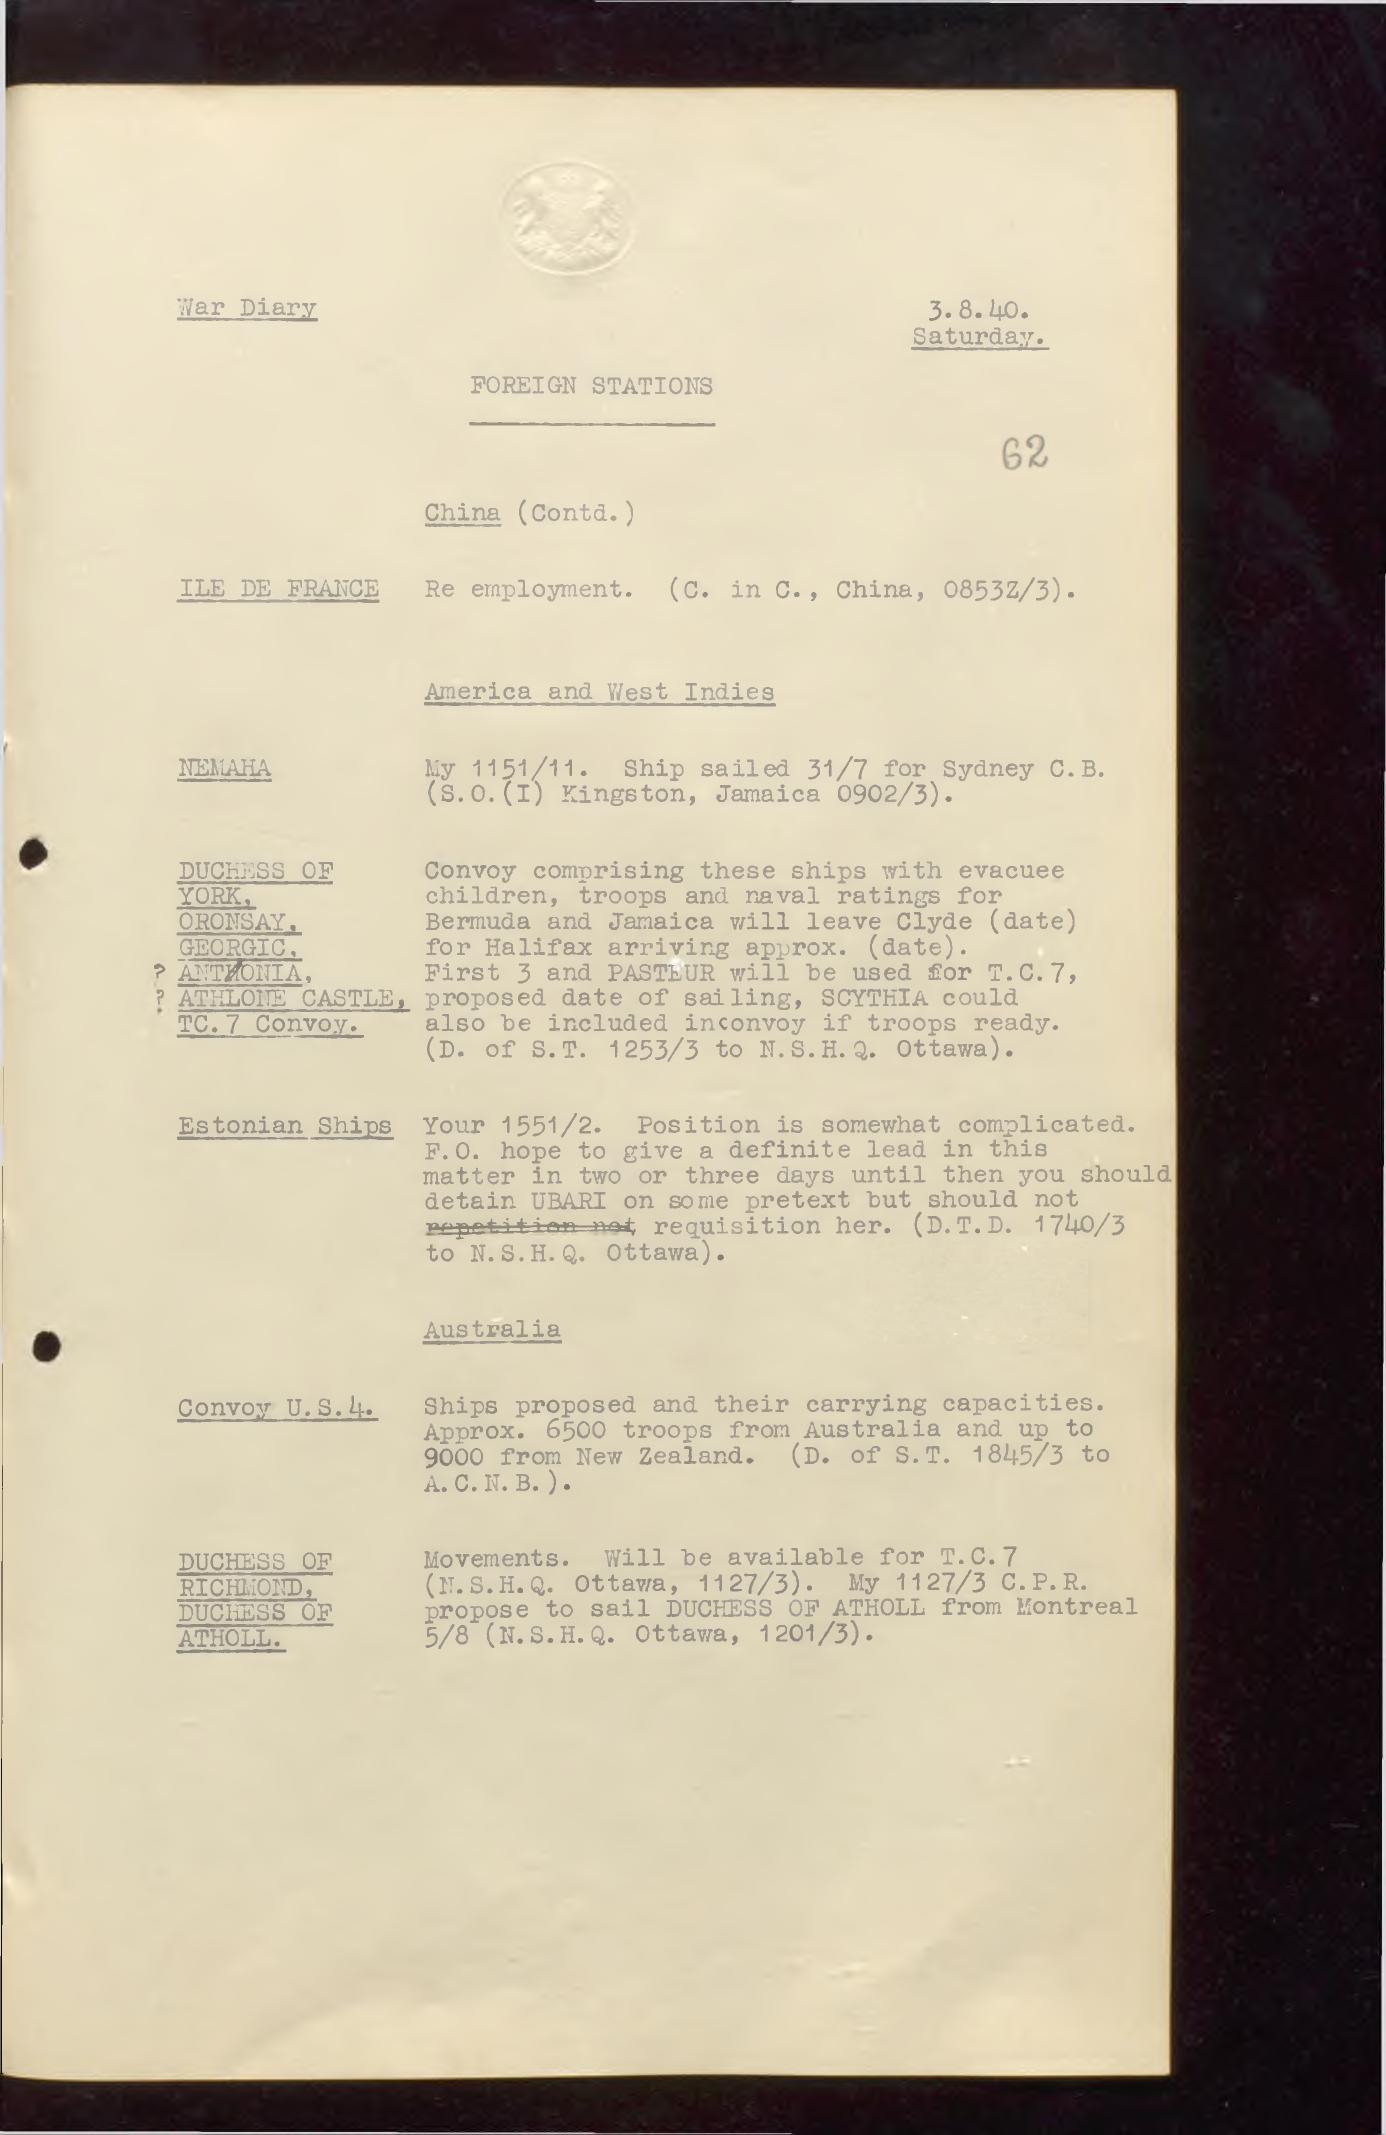 War Diary 3.8.40.
Saturday.
FOREIGN STATIONS
62
China (Contd.)
ILE DE FRANCE Re employment. (C. in C., China, 0853Z/3).
America and West Indies
NEMAHA My 1151/11. Ship sailed 31/7 for Sydney C.B.
(S.O.(I) Kingston, Jamaica 0902/3).
DUCHESS OF Convoy comprising these ships with evacuee
YORK, children, troops and naval ratings for
ORONSAY, Bermuda and Jamaica will leave Clyde (date)
GEORGIC, for Halifax arriving approx. (date).
? ANTHONIA, First 3 and PASTEUR will be used for T.C.7,
? ATHLONE CASTLE, proposed date of sailing, SCYTHIA could
TC.7 Convoy. also be included inconvoy if troops ready.
(D. of S.T. 1253/3 to N.S.H.Q. Ottawa).
Estonian Ships Your 1551/2. Position is somewhat complicated.
F.O. hope to give a definite lead in this
matter in two or three days until then you should
detain UBARI on some pretext but should not
repetition not, requisition her. (D.T.D. 1740/3
to N.S.H.Q. Ottawa).
Australia
Convoy U.S.4. Ships proposed and their carrying capacities.
Approx. 6500 troops from Australia and up to
9000 from New Zealand. (D. of S.T. 1845/3 to
A.C.N.B.).
DUCHESS OF Movements. Will be available for T.C.7
RICHMOND, (N.S.H.Q. Ottawa, 1127/3). My 1127/3 C.P.R.
DUCHESS OF propose to sail DUCHESS OF ATHOLL from Montreal
ATHOLL. 5/8 (N.S.H.Q. Ottawa, 1201/3).